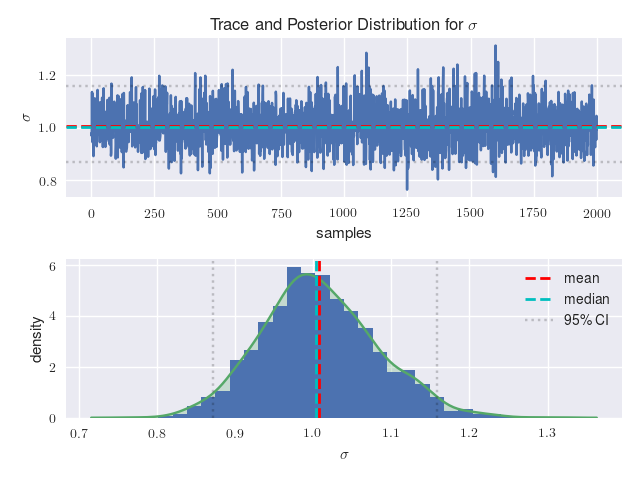 Trace and Posterior Distribution for σ
1.2
1.0
0.8
σ
0 250 500 750 1000 1250 1500 1750 2000
samples
6
4
2
0
density
mean
median
95% CI
0.7 0.8 0.9 1.0 1.1 1.2 1.3
σ